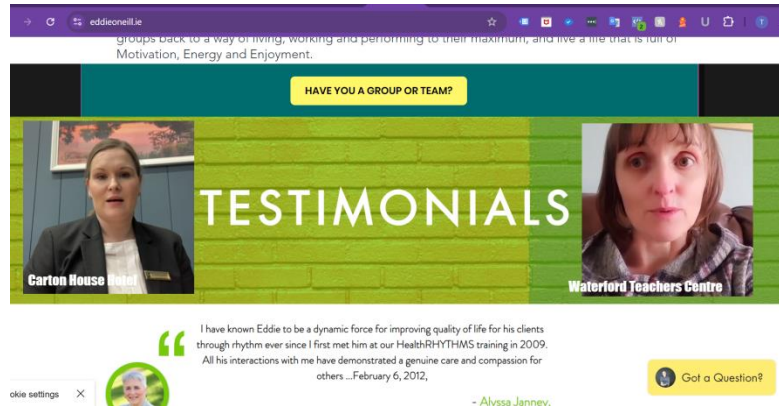 eddieoneill.ie
groups back to a way of living, working and performing to their maximum, and live a life that is full of
Motivation, Energy and Enjoyment.
HAVE YOU A GROUP OR TEAM?
TESTIMONIALS
Carton House Hotel
Waterford Teachers Centre
“
I have known Eddie to be a dynamic force for improving quality of life for his clients
through rhythm ever since I first met him at our HealthRHYTHMS training in 2009.
All his interactions with me have demonstrated a genuine care and compassion for
others ...February 6, 2012,
- Alyssa Janney,
okie settings X
Got a Question?